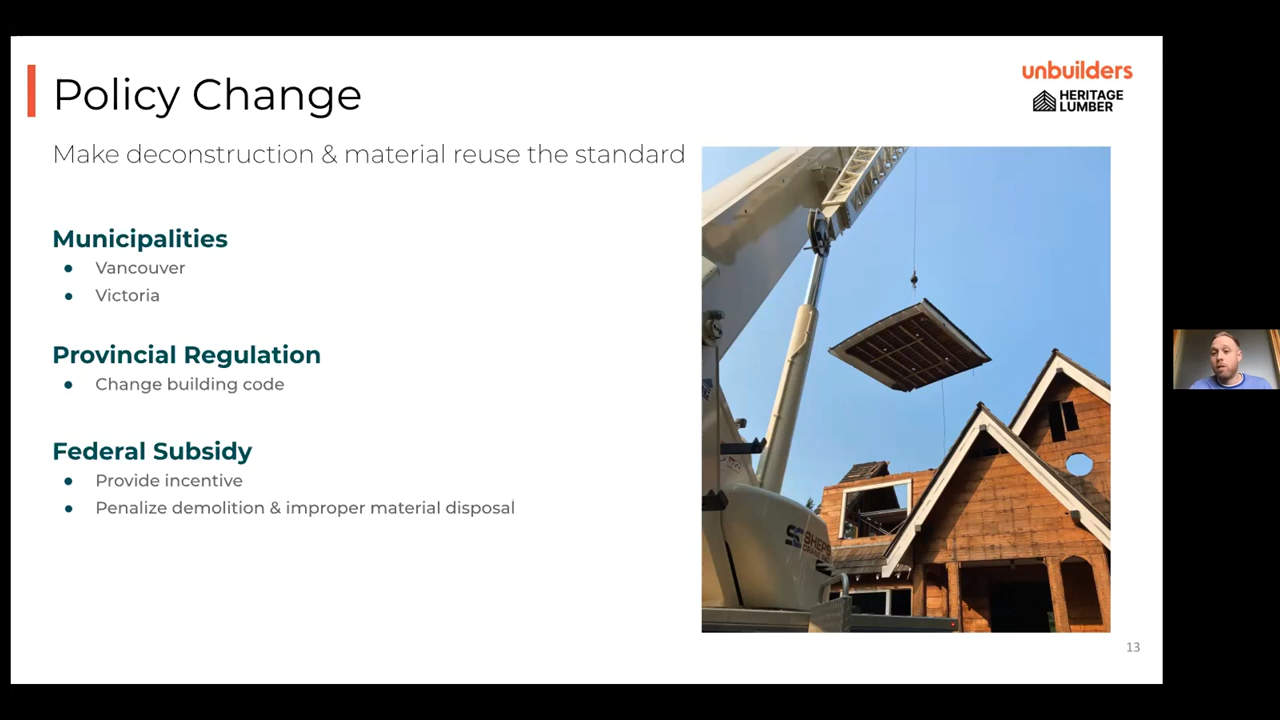 Policy Change
unbuilders
HERITAGE
LUMBER
Make deconstruction & material reuse the standard
Municipalities
● Vancouver
● Victoria
Provincial Regulation
● Change building code
Federal Subsidy
● Provide incentive
● Penalize demolition & improper material disposal
13